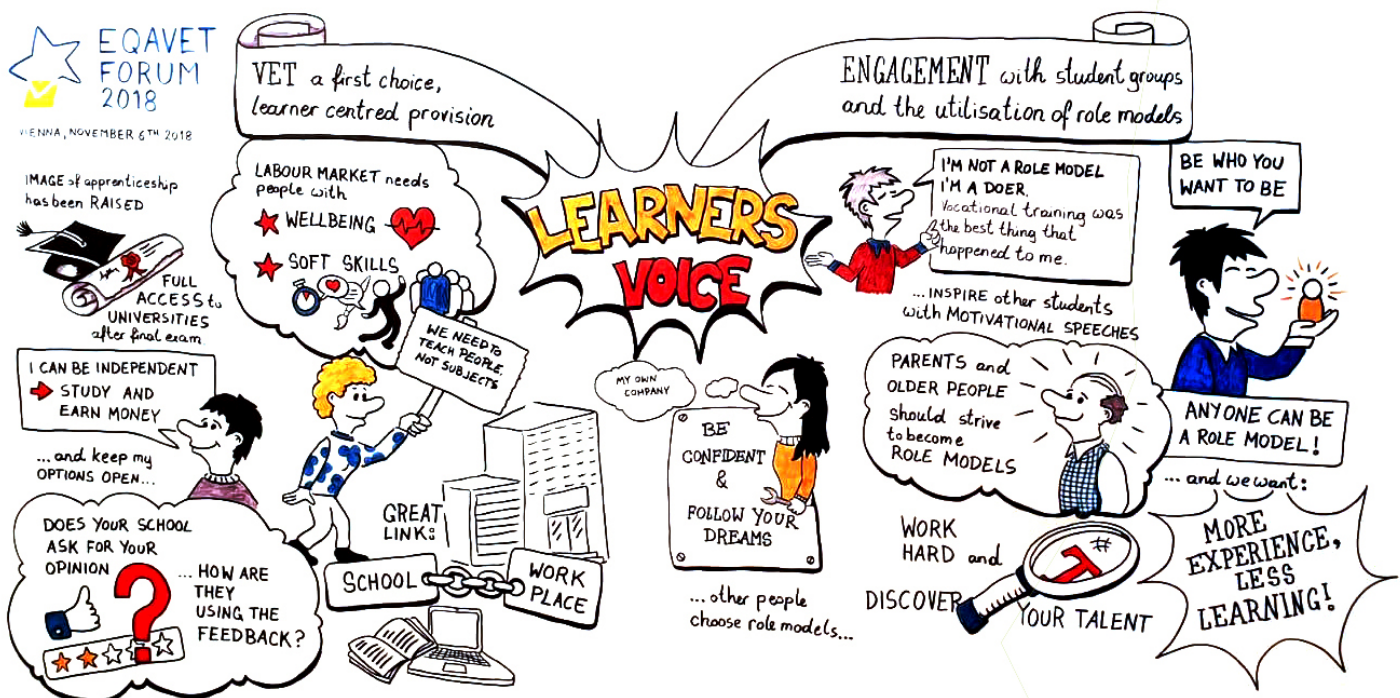 EQAVET
FORUM
2018
VIENNA, NOVEMBER 6TH 2018
VET a first choice,
learner centred provision
ENGAGEMENT with student groups
and the utilisation of role models
LEARNERS
VOICE
IMAGE of apprenticeship
has been RAISED
FULL
ACCESS to
UNIVERSITIES
after final exam
LABOUR MARKET needs
people with
WELLBEING
SOFT SKILLS
WE NEED TO
TEACH PEOPLE,
NOT SUBJECTS
I CAN BE INDEPENDENT
STUDY AND
EARN MONEY
...and keep my
OPTIONS OPEN...
DOES YOUR SCHOOL
ASK FOR YOUR
OPINION ?
... HOW ARE
THEY
USING THE
FEEDBACK?
GREAT
LINK:
SCHOOL
WORK
PLACE
MY OWN
COMPANY
BE
CONFIDENT
&
FOLLOW YOUR
DREAMS
...other people
choose role models...
I'M NOT A ROLE MODEL
I'M A DOER.
Vocational training was
the best thing that
happened to me.
...INSPIRE other students
with MOTIVATIONAL SPEECHES
BE WHO YOU
WANT TO BE
PARENTS and
OLDER PEOPLE
should strive
to become
ROLE MODELS
ANYONE CAN BE
A ROLE MODEL!
... and we want:
WORK
HARD and
DISCOVER
T #
YOUR TALENT
MORE
EXPERIENCE,
LESS
LEARNING!